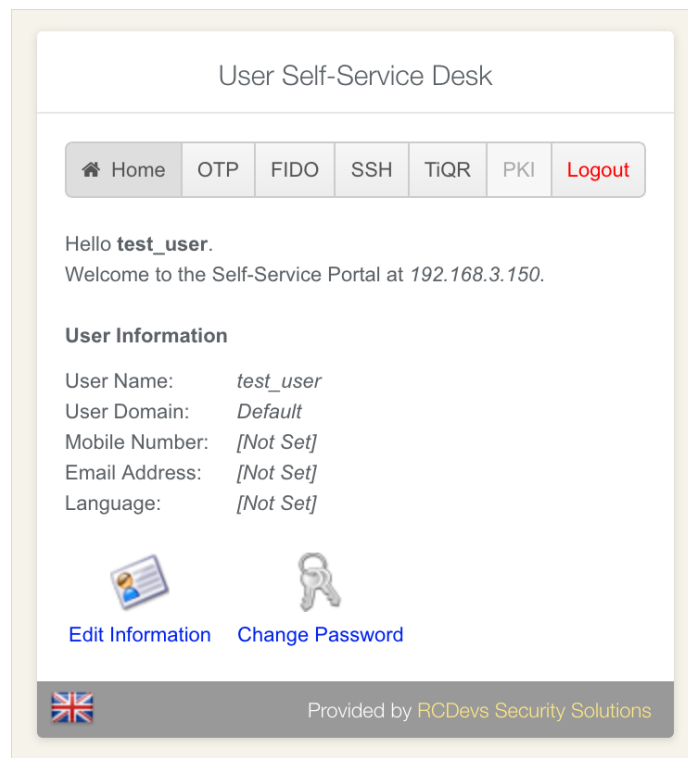 User Self-Service Desk
Home OTP FIDO SSH TiQR PKI Logout
Hello test_user.
Welcome to the Self-Service Portal at 192.168.3.150.
User Information
User Name: test_user
User Domain: Default
Mobile Number: [Not Set]
Email Address: [Not Set]
Language: [Not Set]
Edit Information Change Password
Provided by RCDevs Security Solutions